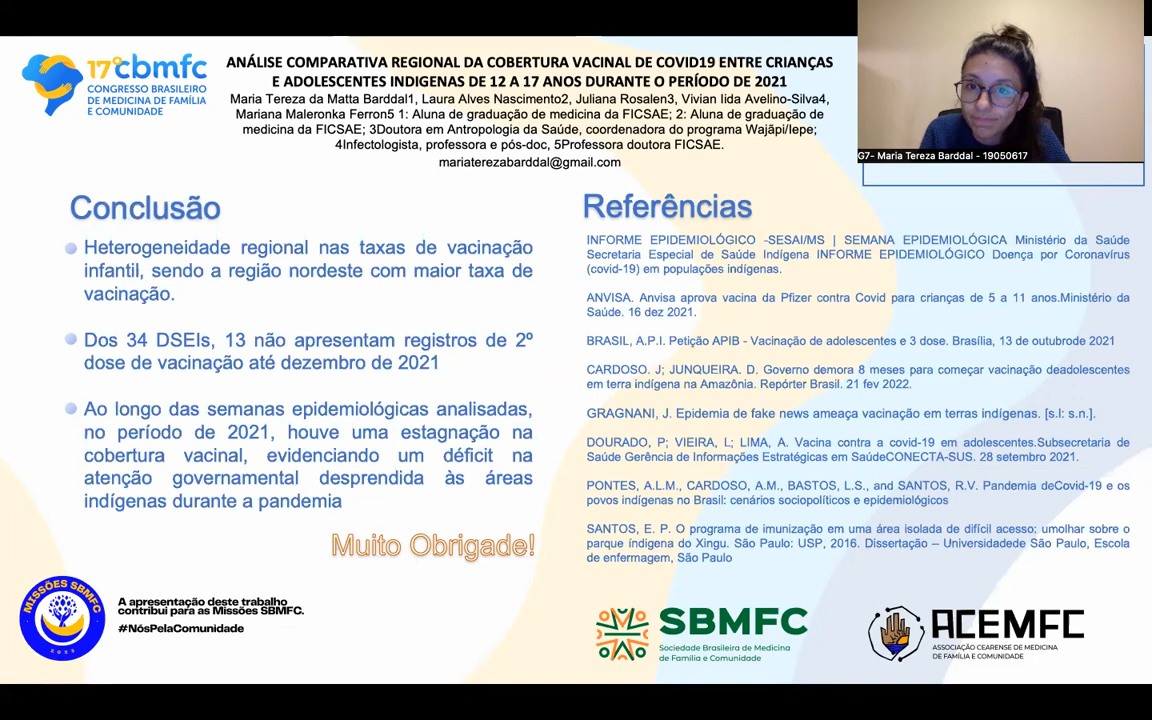 17º cbmfc
CONGRESSO BRASILEIRO
DE MEDICINA DE FAMÍLIA
E COMUNIDADE
ANÁLISE COMPARATIVA REGIONAL DA COBERTURA VACINAL DE COVID19 ENTRE CRIANÇAS
E ADOLESCENTES INDIGENAS DE 12 A 17 ANOS DURANTE O PERÍODO DE 2021
Maria Tereza da Matta Barddal1, Laura Alves Nascimento2, Juliana Rosalen3, Vivian Iida Avelino-Silva4,
Mariana Maleronka Ferron5 1: Aluna de graduação de medicina da FICSAE; 2: Aluna de graduação de
medicina da FICSAE; 3Doutora em Antropologia da Saúde, coordenadora do programa Wajãpi/Iepe;
4Infectologista, professora e pós-doc, 5Professora doutora FICSAE.
mariaterezabarddal@gmail.com
G7- Maria Tereza Barddal - 19050617
Conclusão
Heterogeneidade regional nas taxas de vacinação
infantil, sendo a região nordeste com maior taxa de
vacinação.
Dos 34 DSEIs, 13 não apresentam registros de 2º
dose de vacinação até dezembro de 2021
Ao longo das semanas epidemiológicas analisadas,
no período de 2021, houve uma estagnação na
cobertura vacinal, evidenciando um déficit na
atenção governamental desprendida às áreas
indígenas durante a pandemia
Muito Obrigade!
Referências
INFORME EPIDEMIOLÓGICO -SESAI/MS | SEMANA EPIDEMIOLÓGICA Ministério da Saúde
Secretaria Especial de Saúde Indígena INFORME EPIDEMIOLÓGICO Doença por Coronavírus
(covid-19) em populações indígenas.
ANVISA. Anvisa aprova vacina da Pfizer contra Covid para crianças de 5 a 11 anos.Ministério da
Saúde. 16 dez 2021.
BRASIL, A.P.I. Petição APIB - Vacinação de adolescentes e 3 dose. Brasília, 13 de outubrode 2021
CARDOSO. J; JUNQUEIRA. D. Governo demora 8 meses para começar vacinação deadolescentes
em terra indígena na Amazônia. Repórter Brasil. 21 fev 2022.
GRAGNANI, J. Epidemia de fake news ameaça vacinação em terras indígenas. [s.l: s.n.].
DOURADO, P; VIEIRA, L; LIMA, A. Vacina contra a covid-19 em adolescentes.Subsecretaria de
Saúde Gerência de Informações Estratégicas em SaúdeCONECTA-SUS. 28 setembro 2021.
PONTES, A.L.M., CARDOSO, A.M., BASTOS, L.S., and SANTOS, R.V. Pandemia deCovid-19 e os
povos indígenas no Brasil: cenários sociopolíticos e epidemiológicos
SANTOS, E. P. O programa de imunização em uma área isolada de difícil acesso: umolhar sobre o
parque índigena do Xingu. São Paulo: USP, 2016. Dissertação – Universidadede São Paulo, Escola
de enfermagem, São Paulo
MISSÕES SBMFC
2023
A apresentação deste trabalho
contribui para as Missões SBMFC.
#NósPelaComunidade
SBMFC
Sociedade Brasileira de Medicina
de Família e Comunidade
ACEMFC
ASSOCIAÇÃO CEARENSE DE MEDICINA
DE FAMÍLIA E COMUNIDADE